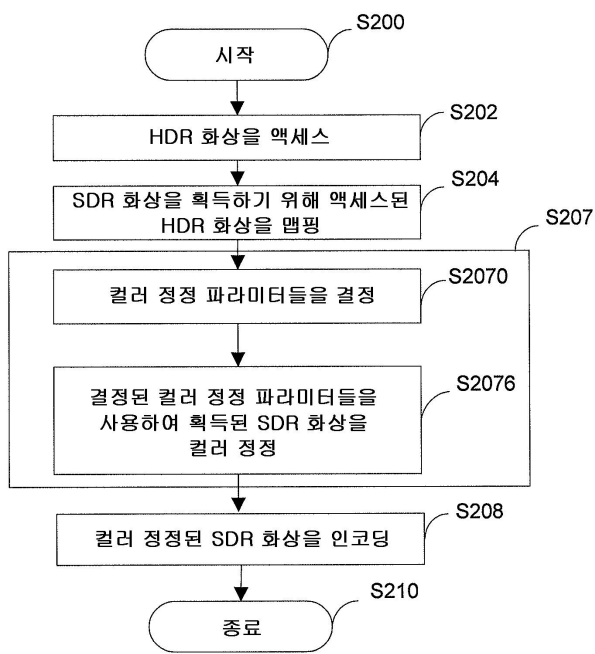 S200
시작
S202
HDR 화상을 액세스
S204
SDR 화상을 획득하기 위해 액세스된
HDR 화상을 맵핑
S207
S2070
컬러 정정 파라미터들을 결정
S2076
결정된 컬러 정정 파라미터들을
사용하여 획득된 SDR 화상을
컬러 정정
S208
컬러 정정된 SDR 화상을 인코딩
S210
종료